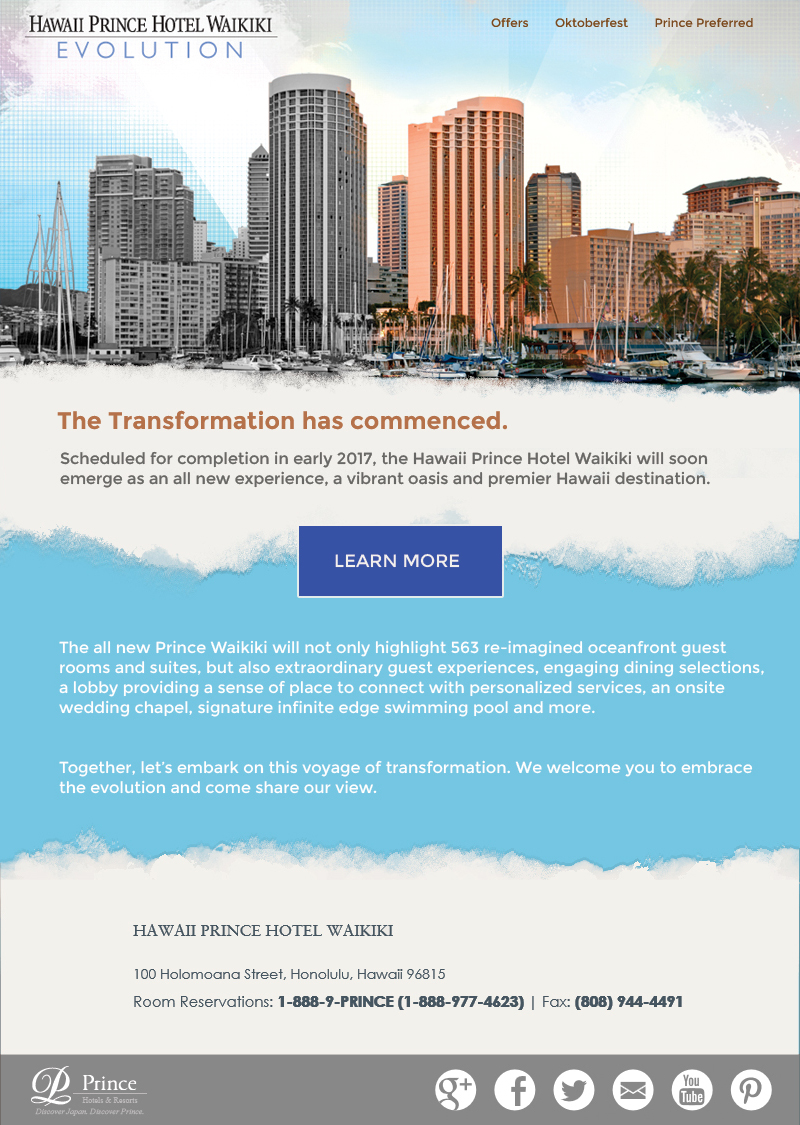 HAWAII PRINCE HOTEL WAIKIKI
EVOLUTION
Offers Oktoberfest Prince Preferred
The Transformation has commenced.
Scheduled for completion in early 2017, the Hawaii Prince Hotel Waikiki will soon
emerge as an all new experience, a vibrant oasis and premier Hawaii destination.
LEARN MORE
The all new Prince Waikiki will not only highlight 563 re-imagined oceanfront guest
rooms and suites, but also extraordinary guest experiences, engaging dining selections,
a lobby providing a sense of place to connect with personalized services, an onsite
wedding chapel, signature infinite edge swimming pool and more.
Together, let's embark on this voyage of transformation. We welcome you to embrace
the evolution and come share our view.
HAWAII PRINCE HOTEL WAIKIKI
100 Holomoana Street, Honolulu, Hawaii 96815
Room Reservations: 1-888-9-PRINCE (1-888-977-4623) | Fax: (808) 944-4491
P Prince
Hotels & Resorts
Discover Japan. Discover Prince.
g+ f You Tube P